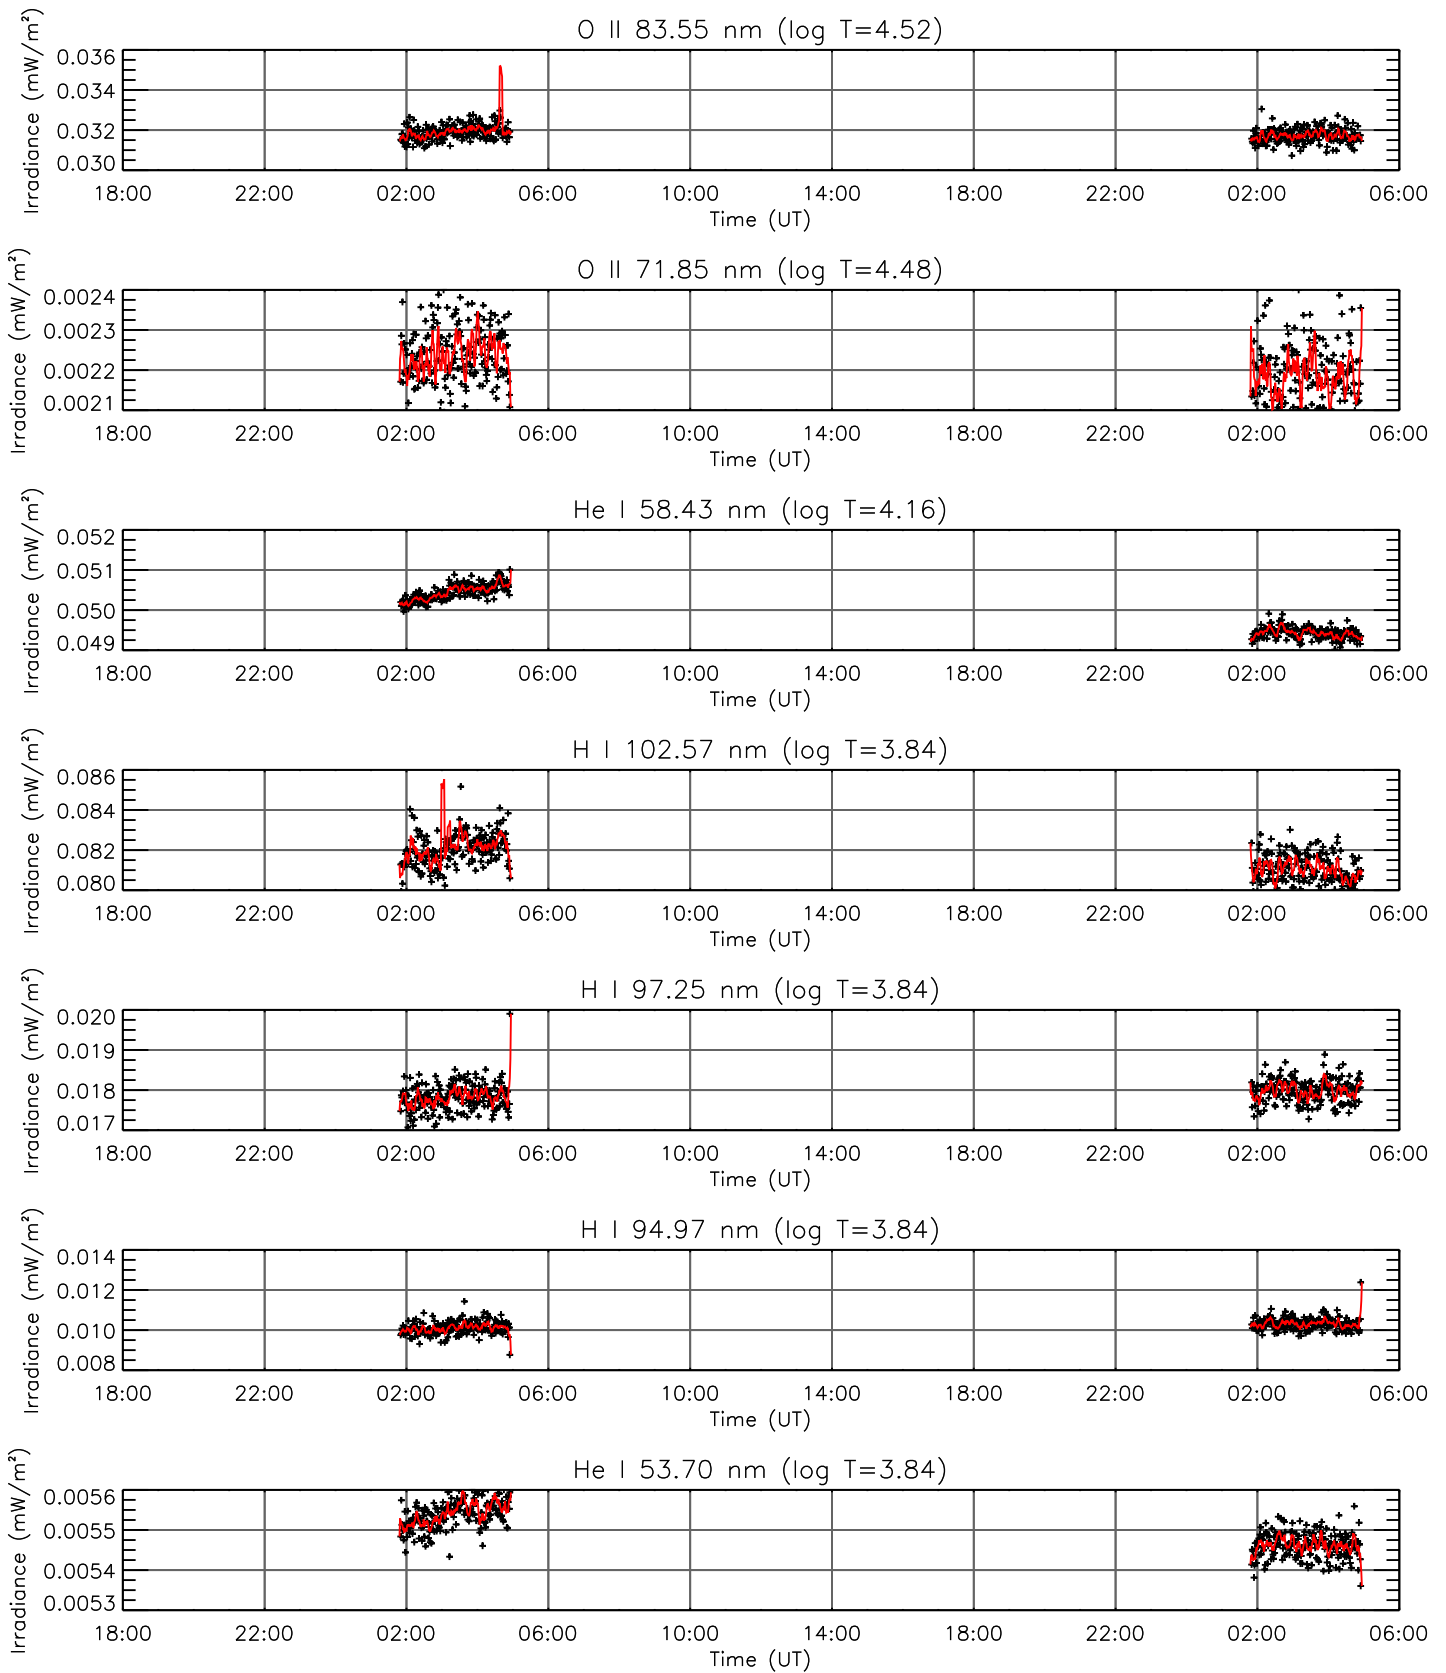 O II 83.55 nm (log T=4.52)
Irradiance (mW/m²)
0.036
0.034
0.032
0.030
18:00 22:00 02:00 06:00 10:00 14:00 18:00 22:00 02:00 06:00
Time (UT)
O II 71.85 nm (log T=4.48)
Irradiance (mW/m²)
0.0024
0.0023
0.0022
0.0021
18:00 22:00 02:00 06:00 10:00 14:00 18:00 22:00 02:00 06:00
Time (UT)
He I 58.43 nm (log T=4.16)
Irradiance (mW/m²)
0.052
0.051
0.050
0.049
18:00 22:00 02:00 06:00 10:00 14:00 18:00 22:00 02:00 06:00
Time (UT)
H I 102.57 nm (log T=3.84)
Irradiance (mW/m²)
0.086
0.084
0.082
0.080
18:00 22:00 02:00 06:00 10:00 14:00 18:00 22:00 02:00 06:00
Time (UT)
H I 97.25 nm (log T=3.84)
Irradiance (mW/m²)
0.020
0.019
0.018
0.017
18:00 22:00 02:00 06:00 10:00 14:00 18:00 22:00 02:00 06:00
Time (UT)
H I 94.97 nm (log T=3.84)
Irradiance (mW/m²)
0.014
0.012
0.010
0.008
18:00 22:00 02:00 06:00 10:00 14:00 18:00 22:00 02:00 06:00
Time (UT)
He I 53.70 nm (log T=3.84)
Irradiance (mW/m²)
0.0056
0.0055
0.0054
0.0053
18:00 22:00 02:00 06:00 10:00 14:00 18:00 22:00 02:00 06:00
Time (UT)